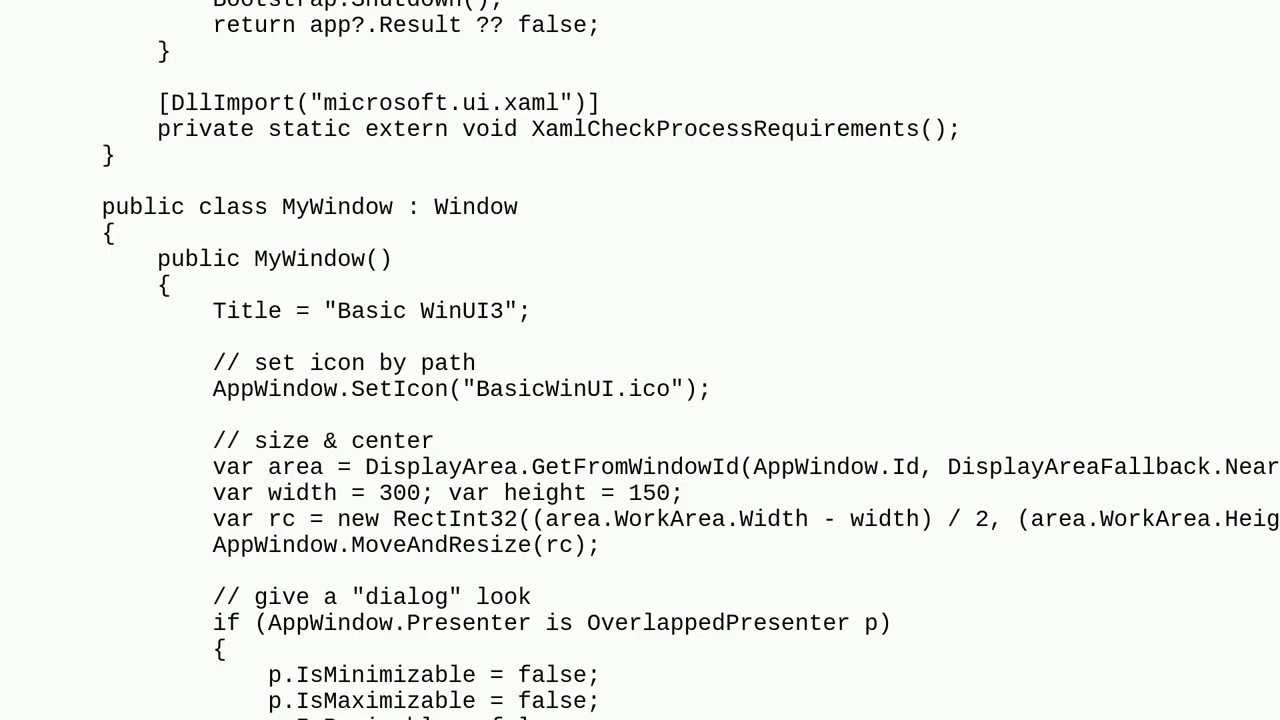 Bootstrap.Shutdown();
return app?.Result ?? false;
}
[DllImport("microsoft.ui.xaml")]
private static extern void XamlCheckProcessRequirements();
}
public class MyWindow : Window
{
public MyWindow()
{
Title = "Basic WinUI3";
// set icon by path
AppWindow.SetIcon("BasicWinUI.ico");
// size & center
var area = DisplayArea.GetFromWindowId(AppWindow.Id, DisplayAreaFallback.Near
var width = 300; var height = 150;
var rc = new RectInt32((area.WorkArea.Width - width) / 2, (area.WorkArea.Heig
AppWindow.MoveAndResize(rc);
// give a "dialog" look
if (AppWindow.Presenter is OverlappedPresenter p)
{
p.IsMinimizable = false;
p.IsMaximizable = false;